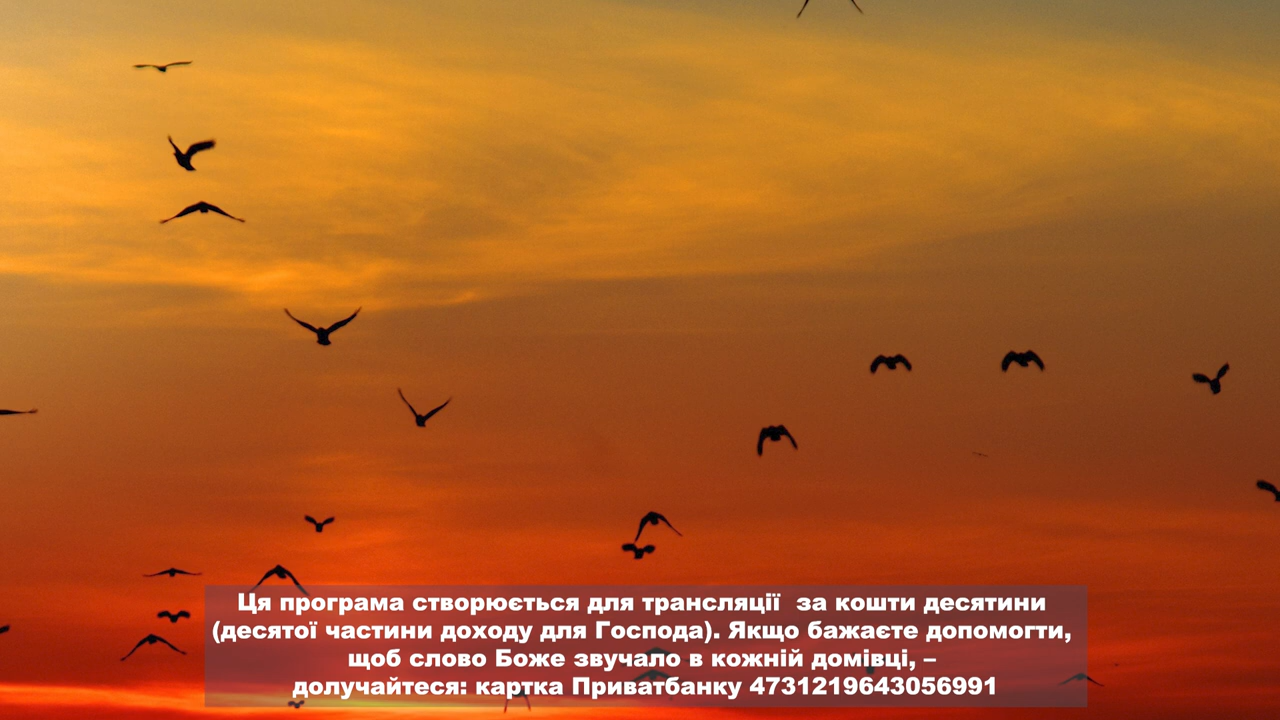 Ця програма створюється для трансляції  за кошти десятини
(десятої частини доходу для Господа). Якщо бажаєте допомогти,
щоб слово Боже звучало в кожній домівці, –
долучайтеся: картка Приватбанку 4731219643056991